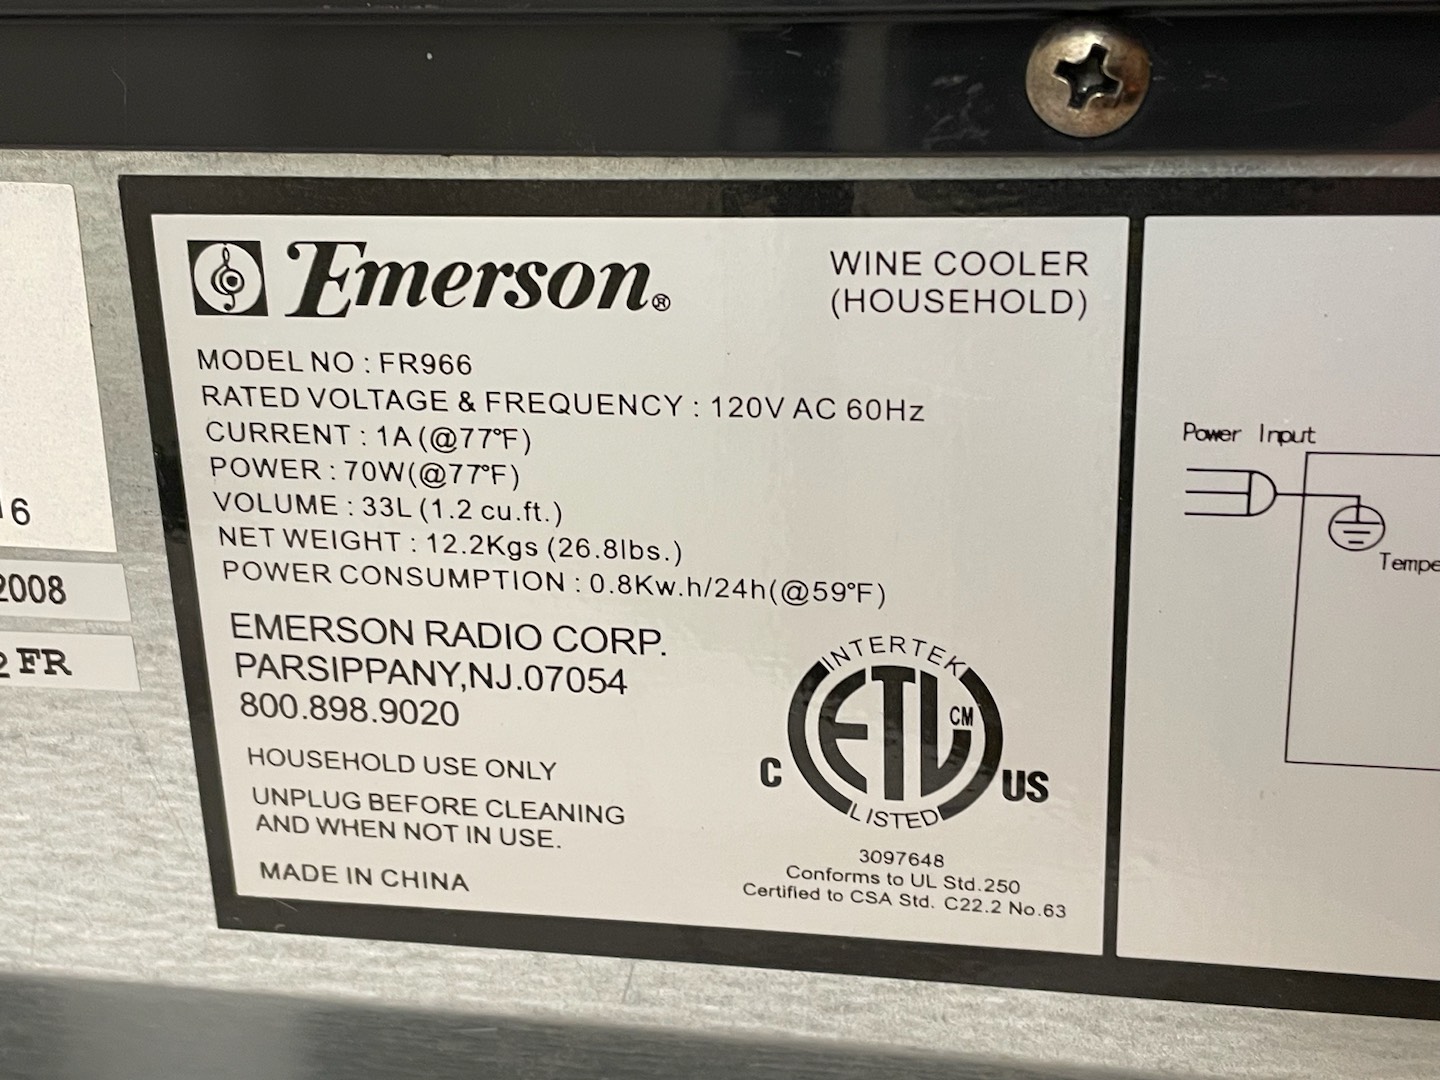 Emerson®
WINE COOLER
(HOUSEHOLD)
MODEL NO : FR966
RATED VOLTAGE & FREQUENCY : 120V AC 60Hz
CURRENT : 1A (@77°F)
POWER : 70W(@77°F)
VOLUME : 33L (1.2 cu.ft.)
NET WEIGHT : 12.2Kgs (26.8lbs.)
POWER CONSUMPTION : 0.8Kw.h/24h(@59°F)
EMERSON RADIO CORP.
PARSIPPANY,NJ.07054
800.898.9020
HOUSEHOLD USE ONLY
UNPLUG BEFORE CLEANING
AND WHEN NOT IN USE.
MADE IN CHINA
INTERTEK
ETL CM
C US
LISTED
3097648
Conforms to UL Std.250
Certified to CSA Std. C22.2 No.63
Power Input
Tempe
6
2008
2 FR